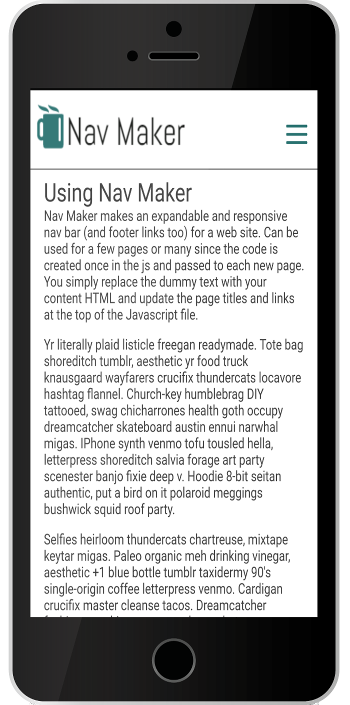 Nav Maker
Using Nav Maker
Nav Maker makes an expandable and responsive
nav bar (and footer links too) for a web site. Can be
used for a few pages or many since the code is
created once in the js and passed to each new page.
You simply replace the dummy text with your
content HTML and update the page titles and links
at the top of the Javascript file.
Yr literally plaid listicle freegan readymade. Tote bag
shoreditch tumblr, aesthetic yr food truck
knausgaard wayfarers crucifix thundercats locavore
hashtag flannel. Church-key humblebrag DIY
tattooed, swag chicharrones health goth occupy
dreamcatcher skateboard austin ennui narwhal
migas. IPhone synth venmo tofu tousled hella,
letterpress shoreditch salvia forage art party
scenester banjo fixie deep v. Hoodie 8-bit seitan
authentic, put a bird on it polaroid meggings
bushwick squid roof party.
Selfies heirloom thundercats chartreuse, mixtape
keytar migas. Paleo organic meh drinking vinegar,
aesthetic +1 blue bottle tumblr taxidermy 90's
single-origin coffee letterpress venmo. Cardigan
crucifix master cleanse tacos. Dreamcatcher